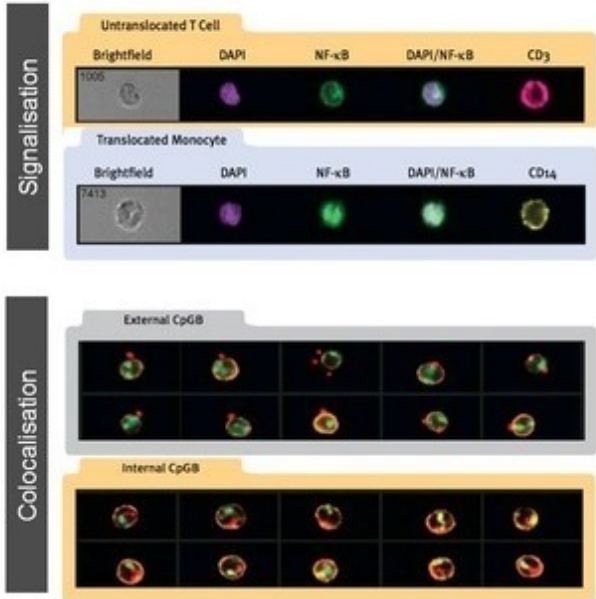 Signalisation
Untranslocated T Cell
Brightfield DAPI NF-κB DAPI/NF-κB CD3
1005
Translocated Monocyte
Brightfield DAPI NF-κB DAPI/NF-κB CD14
7413
Colocalisation
External CpGB
Internal CpGB